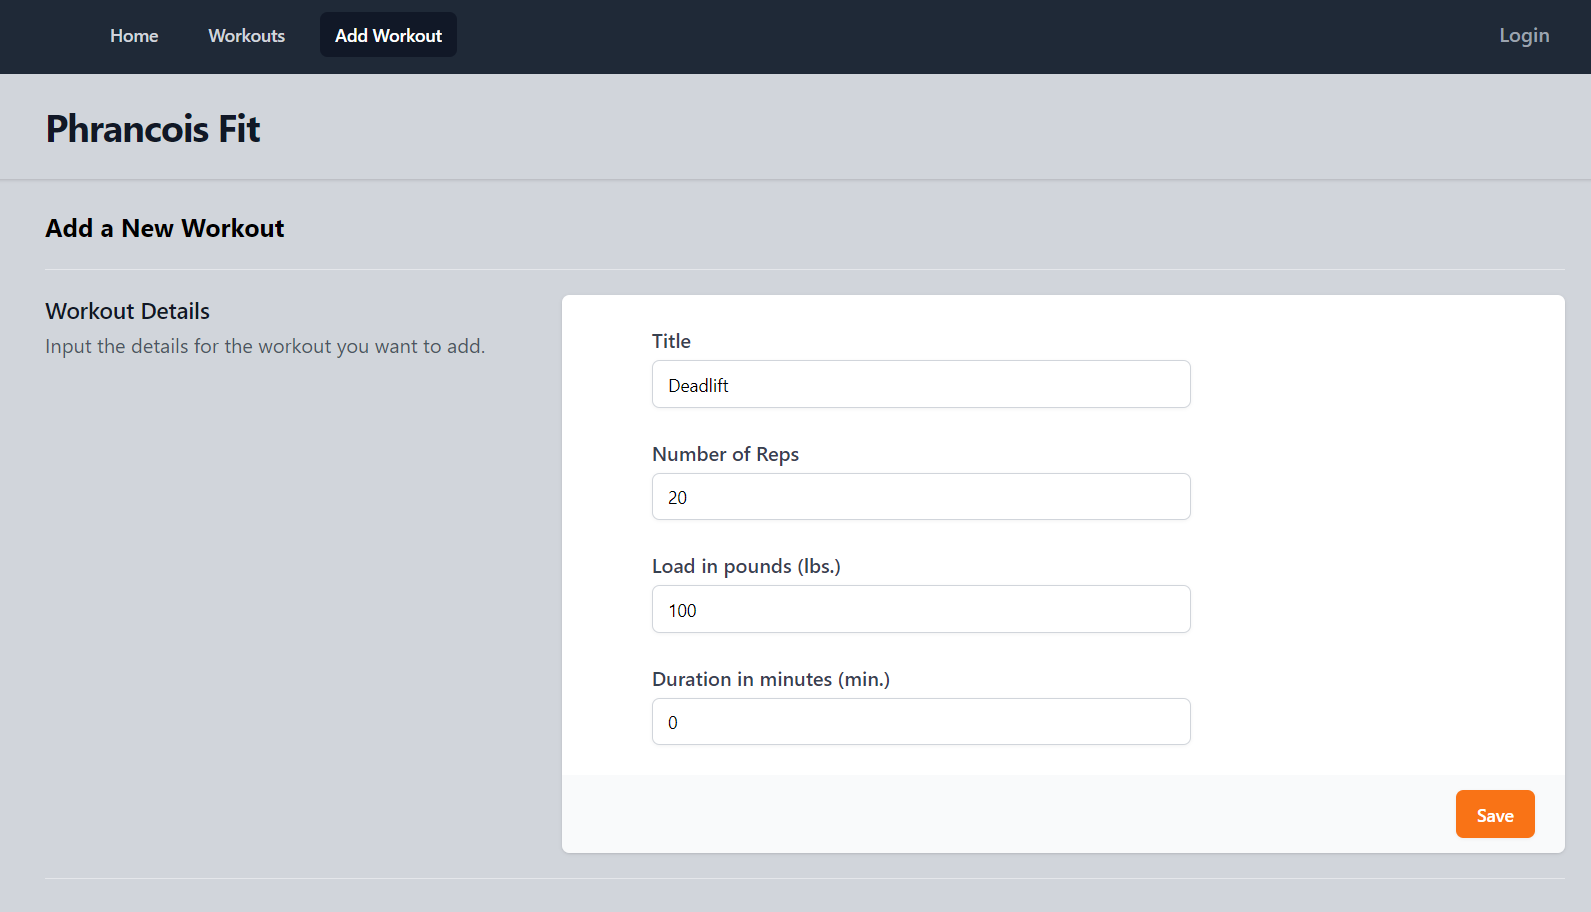 Home Workouts Add Workout Login
Phrancois Fit
Add a New Workout
Workout Details
Input the details for the workout you want to add.
Title
Deadlift
Number of Reps
20
Load in pounds (lbs.)
100
Duration in minutes (min.)
0
Save